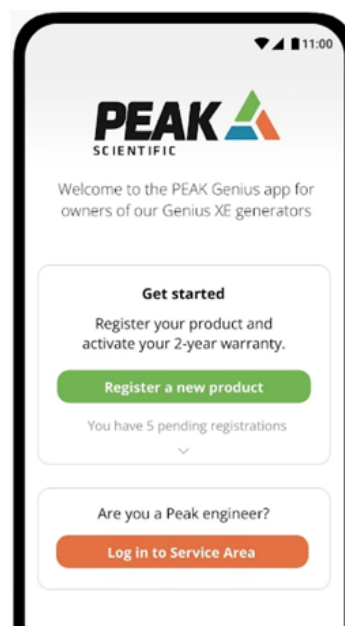 11:00
PEAK
SCIENTIFIC
Welcome to the PEAK Genius app for
owners of our Genius XE generators
Get started
Register your product and
activate your 2-year warranty.
Register a new product
You have 5 pending registrations
Are you a Peak engineer?
Log in to Service Area